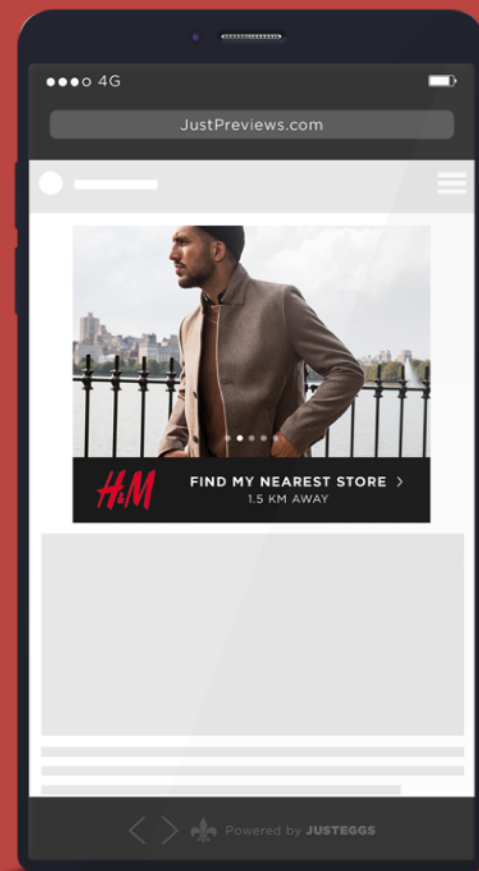 4G
JustPreviews.com
H&M
FIND MY NEAREST STORE >
1.5 KM AWAY
Powered by JUSTEGGS